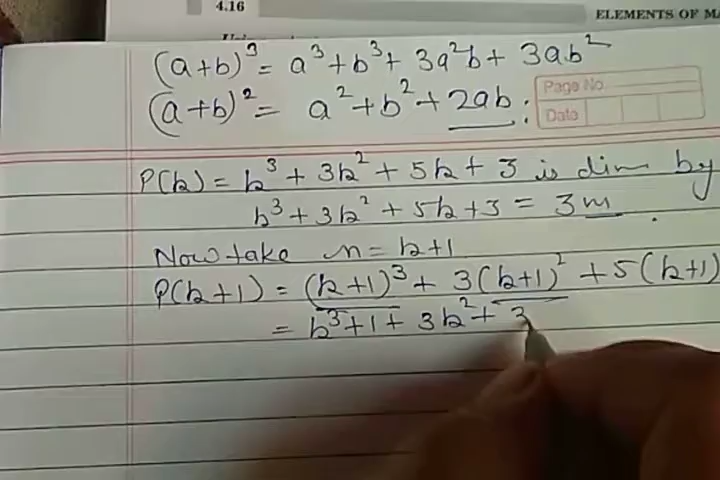 4.16
ELEMENTS OF MA
(a+b)³ = a³+b³+ 3a²b+ 3ab²
(a+b)² = a²+b²+ 2ab.
Page No.
Date
P(k) = k³ + 3k² + 5k + 3 is div by
k³+3k²+5k+3 = 3m.
Now take n = k+1
P(k+1) = (k+1)³ + 3(k+1)² + 5(k+1)
= k³+1+ 3k²+ 3